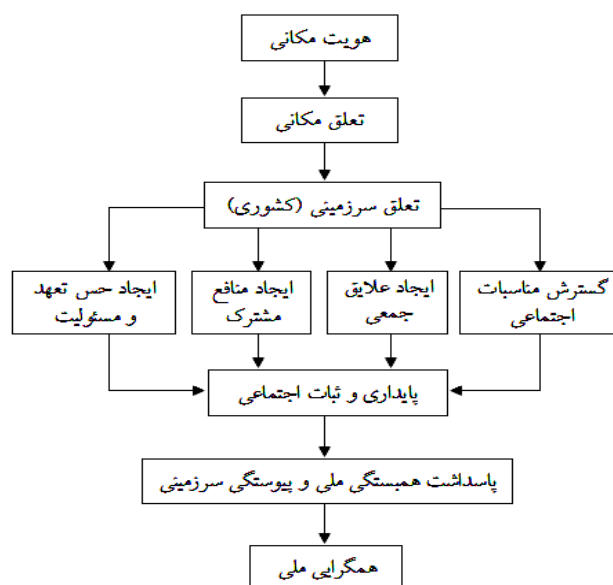 هویت مکانی
تعلق مکانی
تعلق سرزمینی (کشوری)
گسترش مناسبات
اجتماعی
ایجاد علایق
جمعی
ایجاد منافع
مشترک
ایجاد حس تعهد
و مسئولیت
پایداری و ثبات اجتماعی
پاسداشت همبستگی ملی و پیوستگی سرزمینی
همگرایی ملی